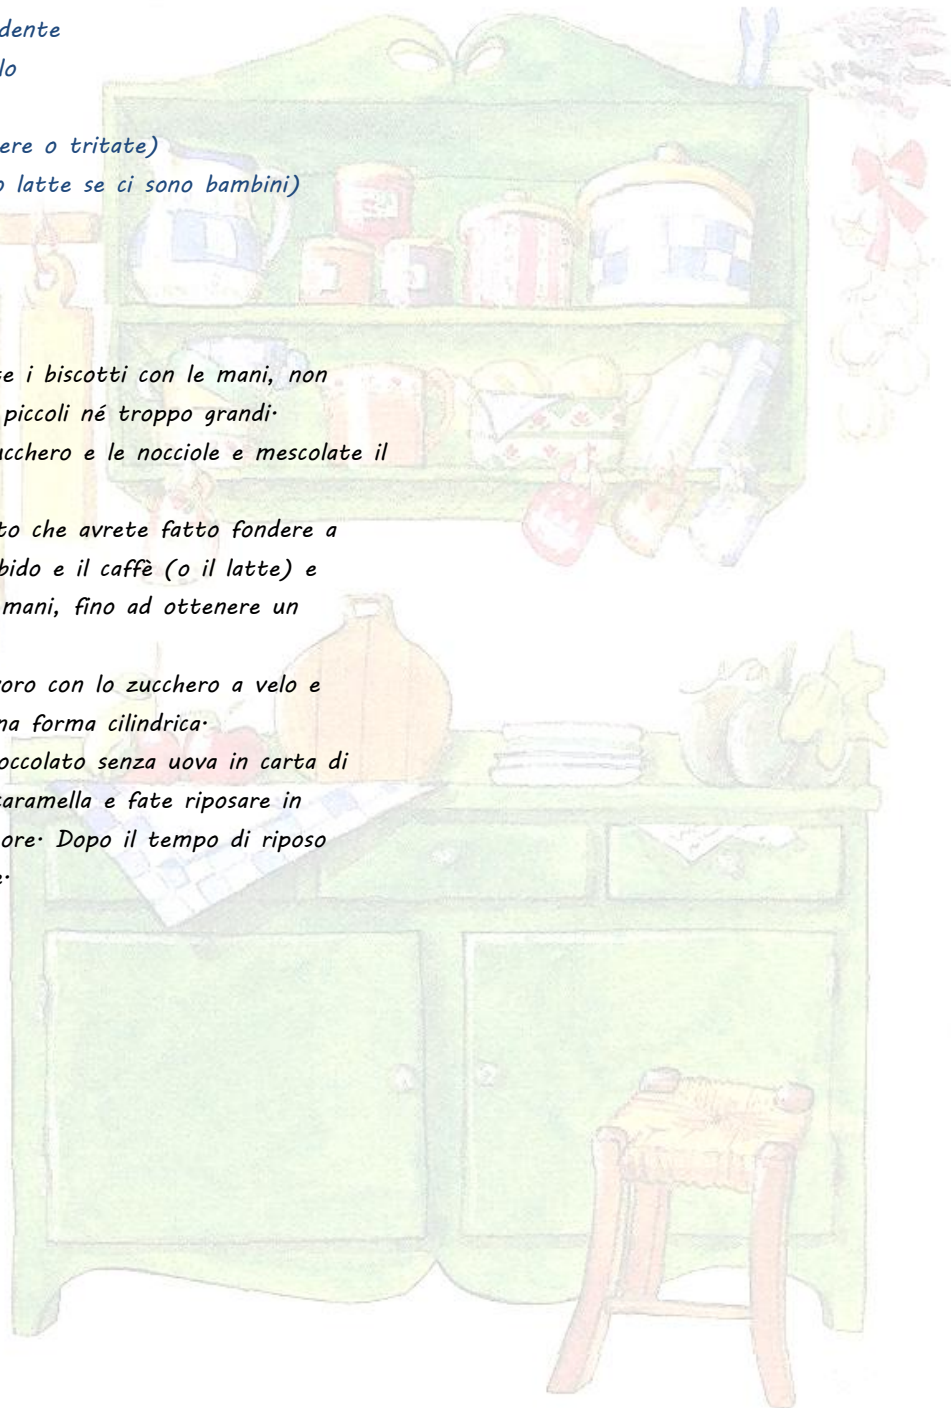 dente
lo
ere o tritate)
o latte se ci sono bambini)
te i biscotti con le mani, non
piccoli né troppo grandi·
ucchero e le nocciole e mescolate il
to che avrete fatto fondere a
bido e il caffè (o il latte) e
mani, fino ad ottenere un
voro con lo zucchero a velo e
na forma cilindrica·
occolato senza uova in carta di
caramella e fate riposare in
ore· Dopo il tempo di riposo
e·